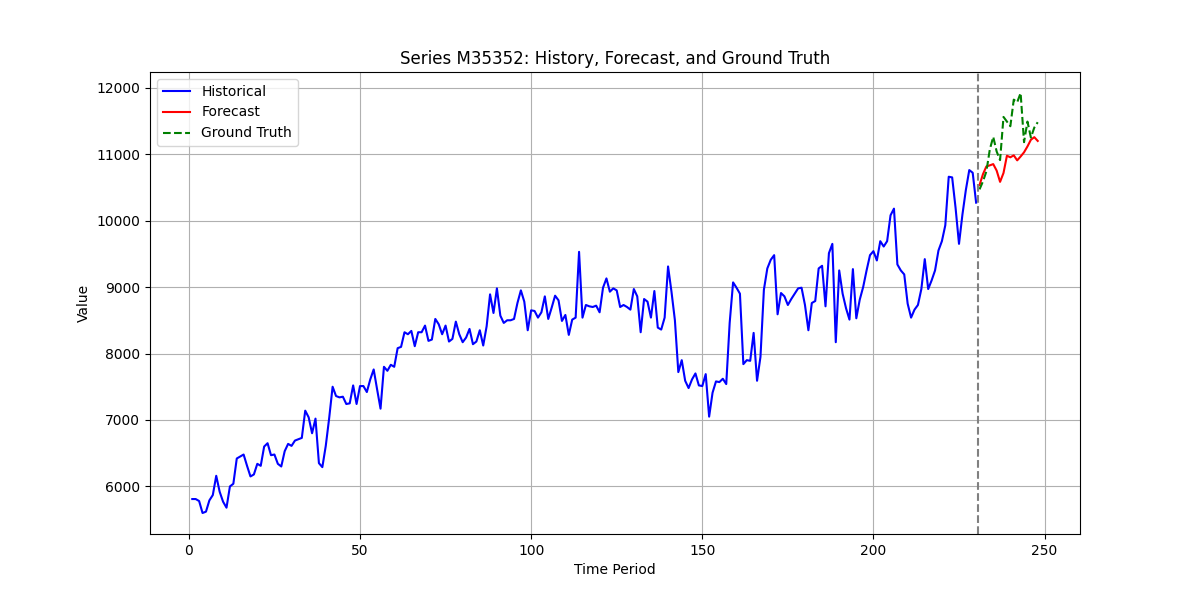 Series M35352: History, Forecast, and Ground Truth
Historical
Forecast
Ground Truth
12000
11000
10000
9000
8000
7000
6000
Value
0 50 100 150 200 250
Time Period